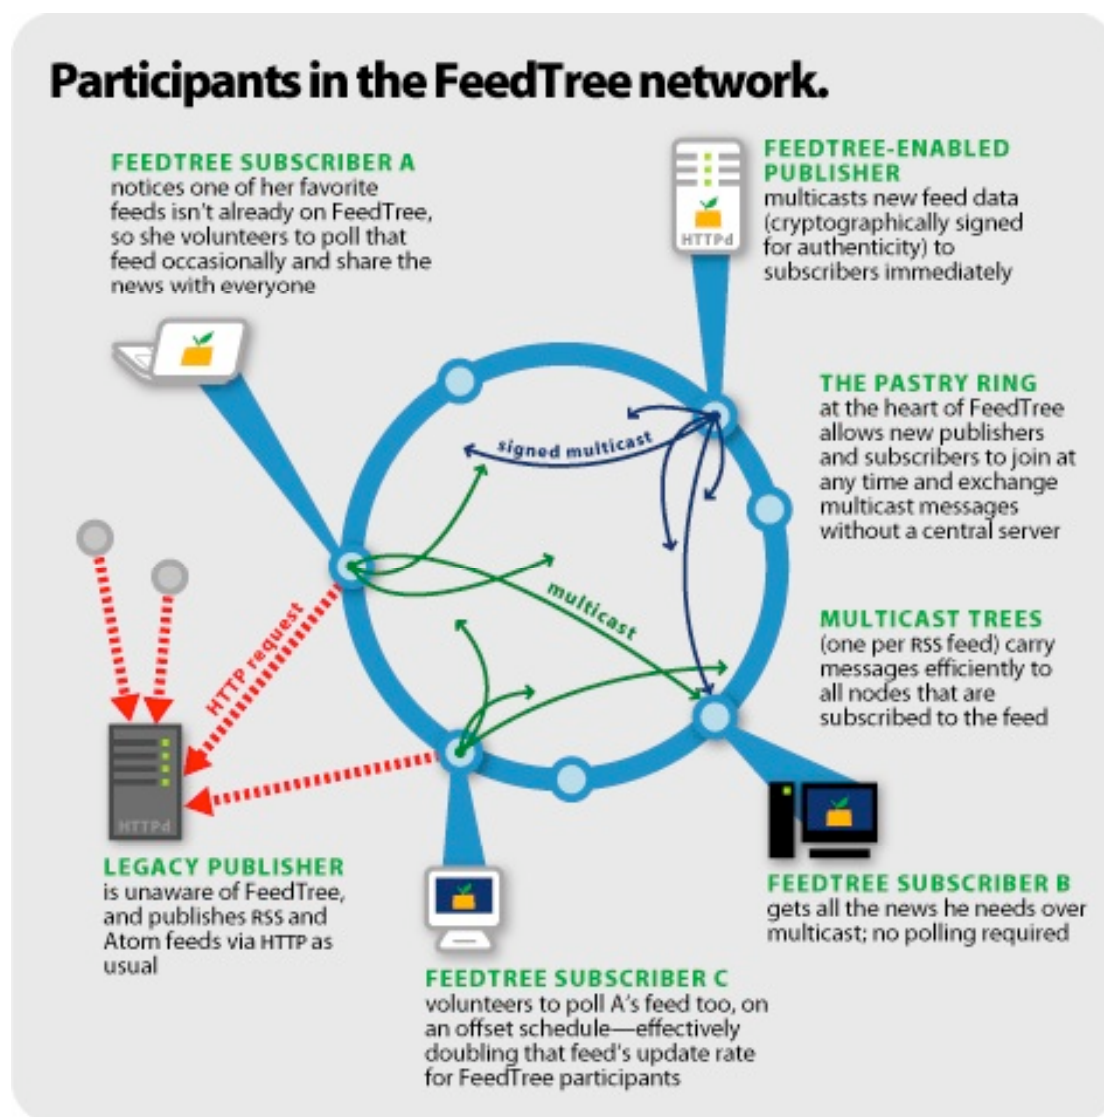 Participants in the FeedTree network.
FEEDTREE SUBSCRIBER A
notices one of her favorite
feeds isn't already on FeedTree,
so she volunteers to poll that
feed occasionally and share the
news with everyone
HTTPd
FEEDTREE-ENABLED
PUBLISHER
multicasts new feed data
(cryptographically signed
for authenticity) to
subscribers immediately
THE PASTRY RING
at the heart of FeedTree
allows new publishers
and subscribers to join at
any time and exchange
multicast messages
without a central server
signed multicast
multicast
HTTP request
MULTICAST TREES
(one per RSS feed) carry
messages efficiently to
all nodes that are
subscribed to the feed
HTTPd
LEGACY PUBLISHER
is unaware of FeedTree,
and publishes RSS and
Atom feeds via HTTP as
usual
FEEDTREE SUBSCRIBER B
gets all the news he needs over
multicast; no polling required
FEEDTREE SUBSCRIBER C
volunteers to poll A's feed too, on
an offset schedule—effectively
doubling that feed's update rate
for FeedTree participants